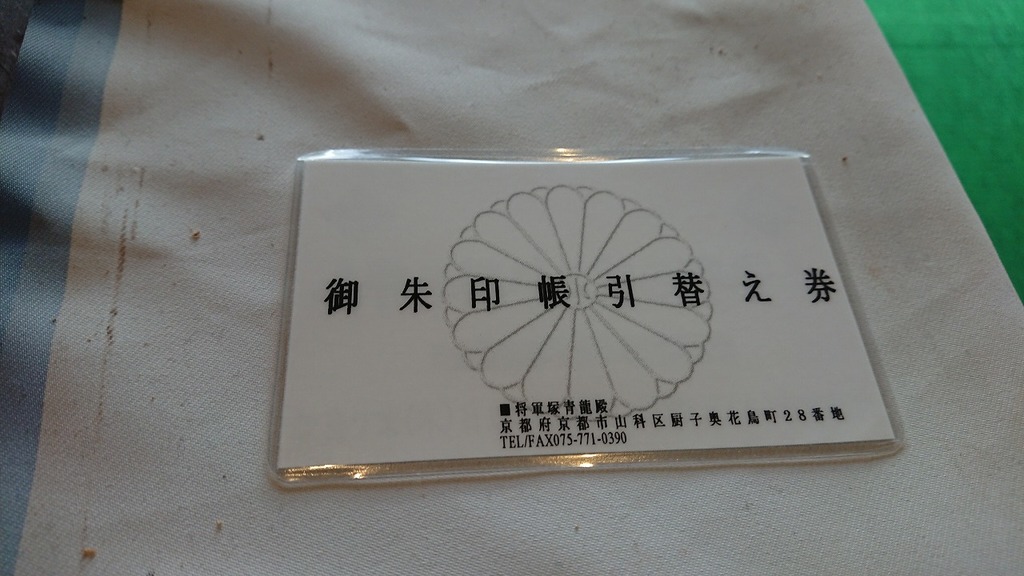 御朱印帳引替え券
■将軍塚青龍殿
京都府京都市山科区厨子奥花鳥町28番地
TEL/FAX075-771-0390